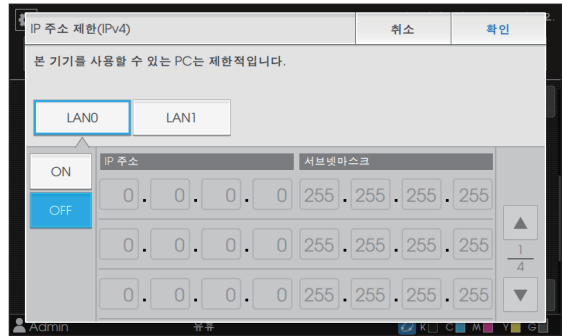 IP 주소 제한(IPv4)
취소
확인
본 기기를 사용할 수 있는 PC는 제한적입니다.
LAN0
LAN1
ON
OFF
IP 주소
서브넷마스크
0. 0. 0. 0 255. 255. 255. 255
0. 0. 0. 0 255. 255. 255. 255
0. 0. 0. 0 255. 255. 255. 255
1
4
Admin
K C M Y G